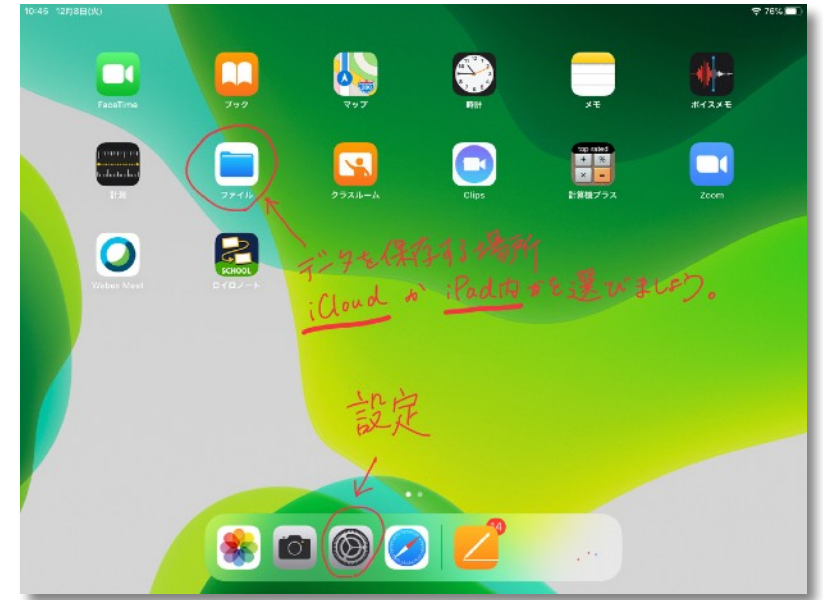 10:46 12月8日(火)
76%
FaceTime
ブック
マップ
時計
メモ
ボイスメモ
計測
ファイル
クラスルーム
Clips
top rated
計算機プラス
Zoom
Webex Meet
SCHOOL
ロイロノート
データを保存する場所
iCloud か iPad内かを選びましょう。
設定
14